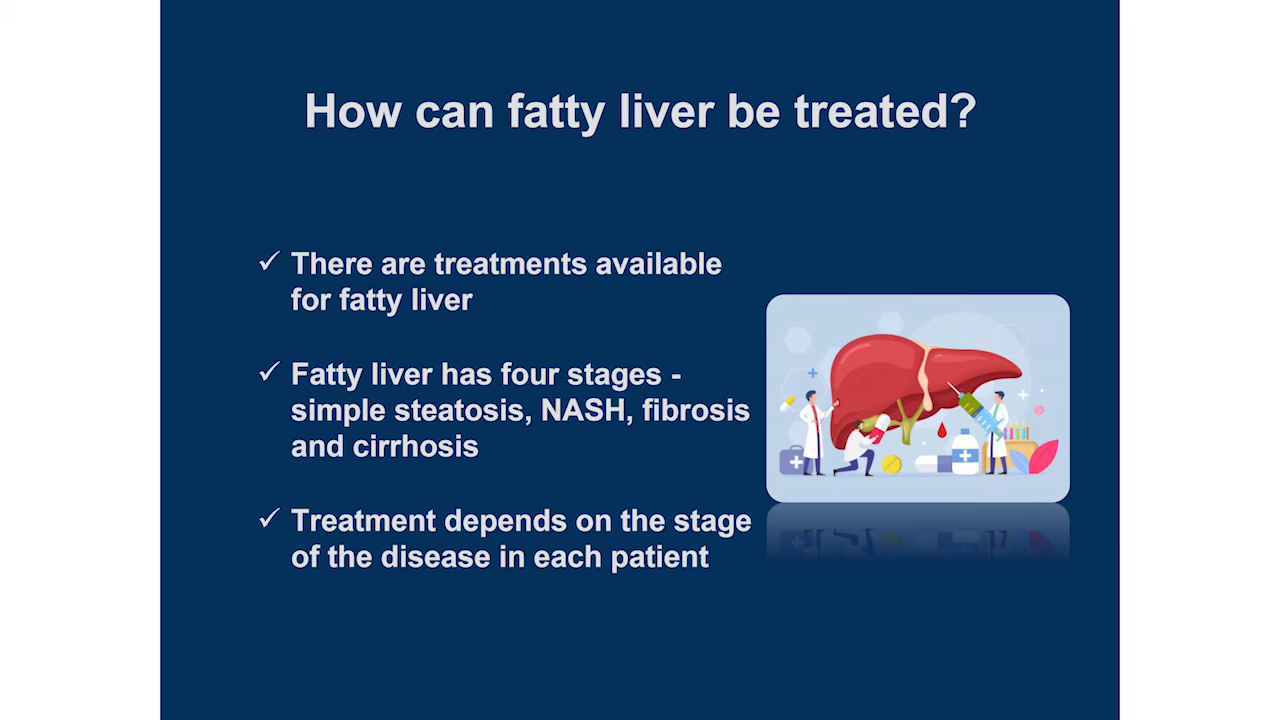 How can fatty liver be treated?
✓ There are treatments available
for fatty liver
✓ Fatty liver has four stages -
simple steatosis, NASH, fibrosis
and cirrhosis
✓ Treatment depends on the stage
of the disease in each patient